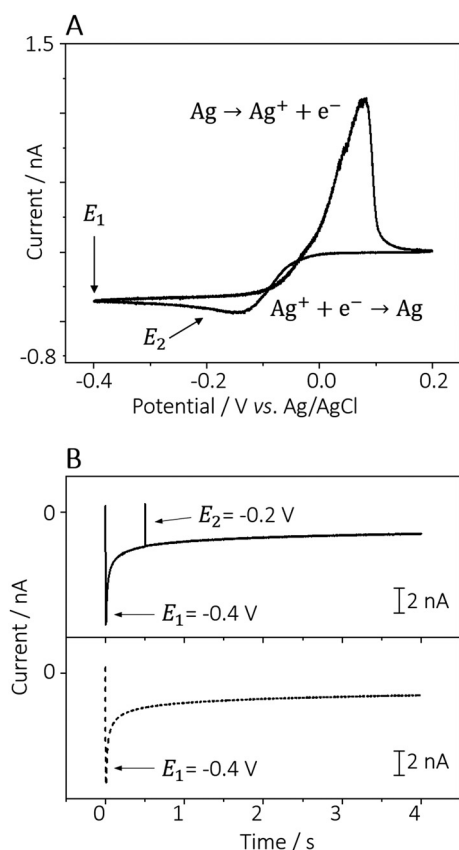 A
1.5
Ag → Ag⁺ + e⁻
Current / nA
E₁
Ag⁺ + e⁻ → Ag
E₂
-0.8
-0.4 -0.2 0.0 0.2
Potential / V vs. Ag/AgCl
B
0
E₂= -0.2 V
2 nA
E₁= -0.4 V
Current / nA
0
E₁= -0.4 V
2 nA
0 1 2 3 4
Time / s